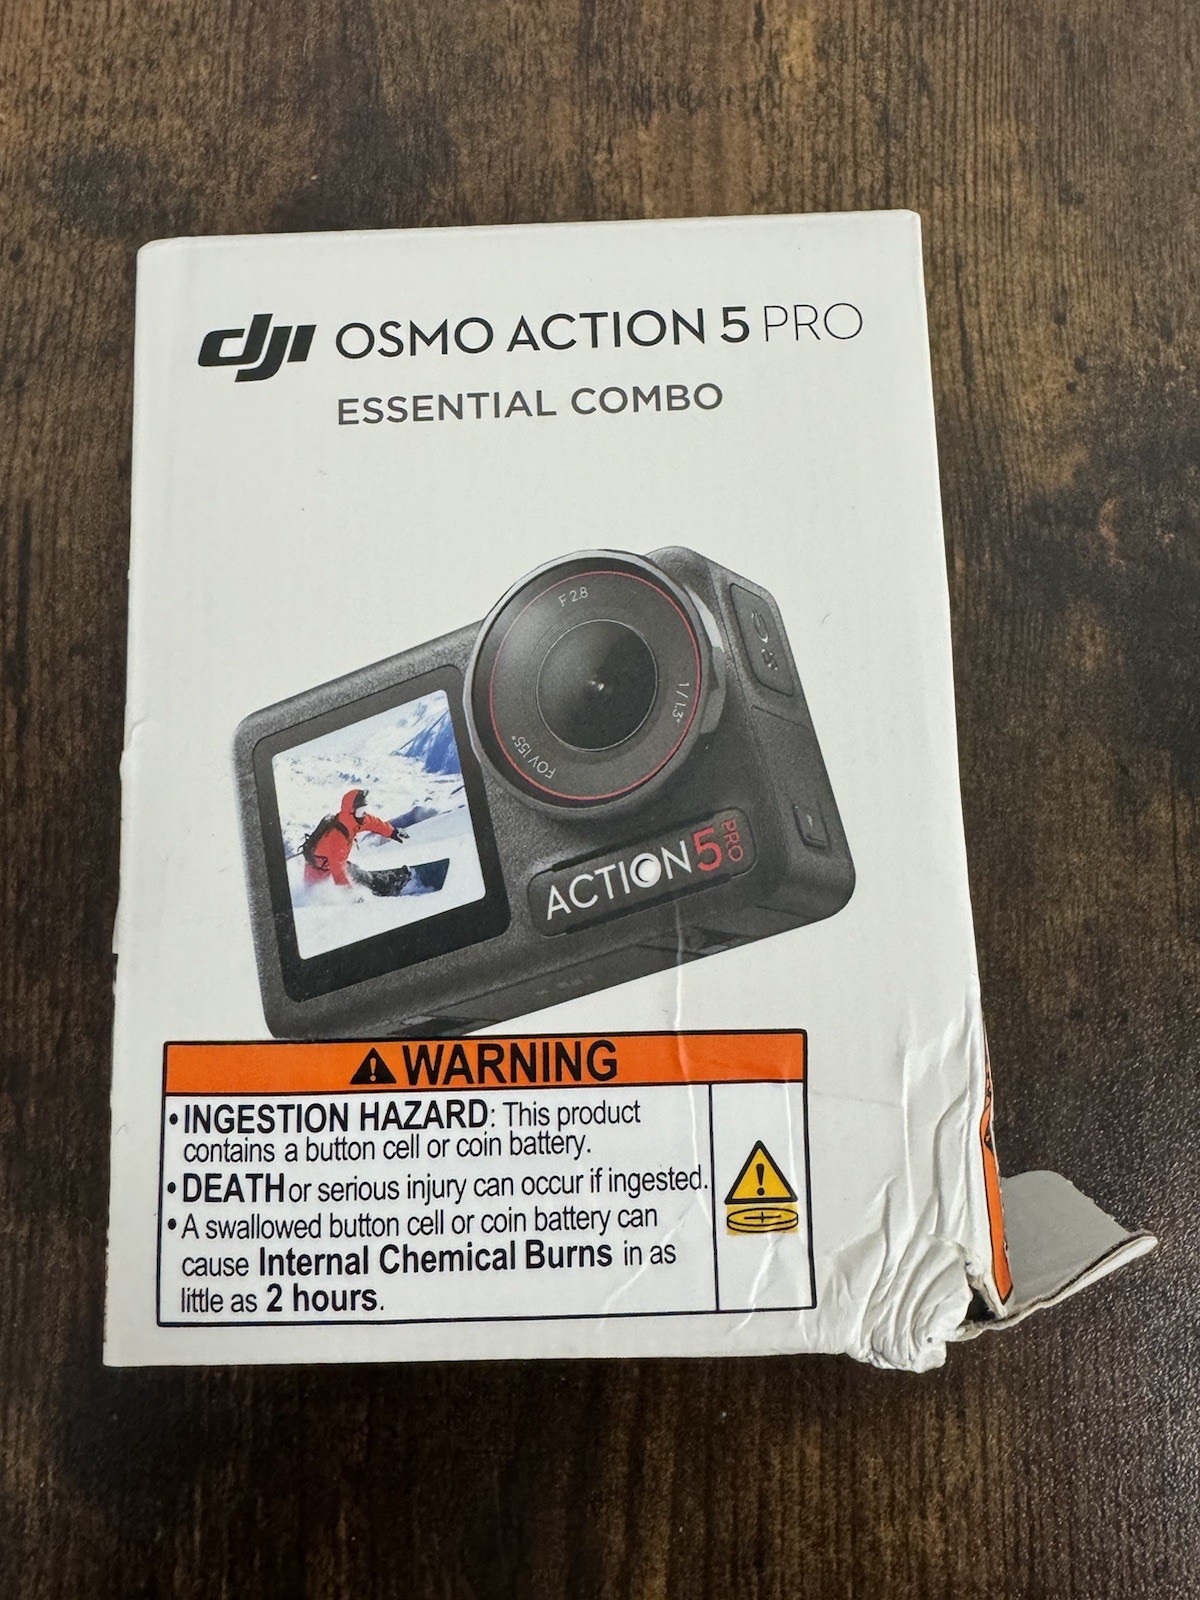 dji OSMO ACTION 5 PRO
ESSENTIAL COMBO
F 2.8
1/1.3"
FOV 155°
ACTION 5 PRO
WARNING
• INGESTION HAZARD: This product
contains a button cell or coin battery.
• DEATH or serious injury can occur if ingested.
• A swallowed button cell or coin battery can
cause Internal Chemical Burns in as
little as 2 hours.